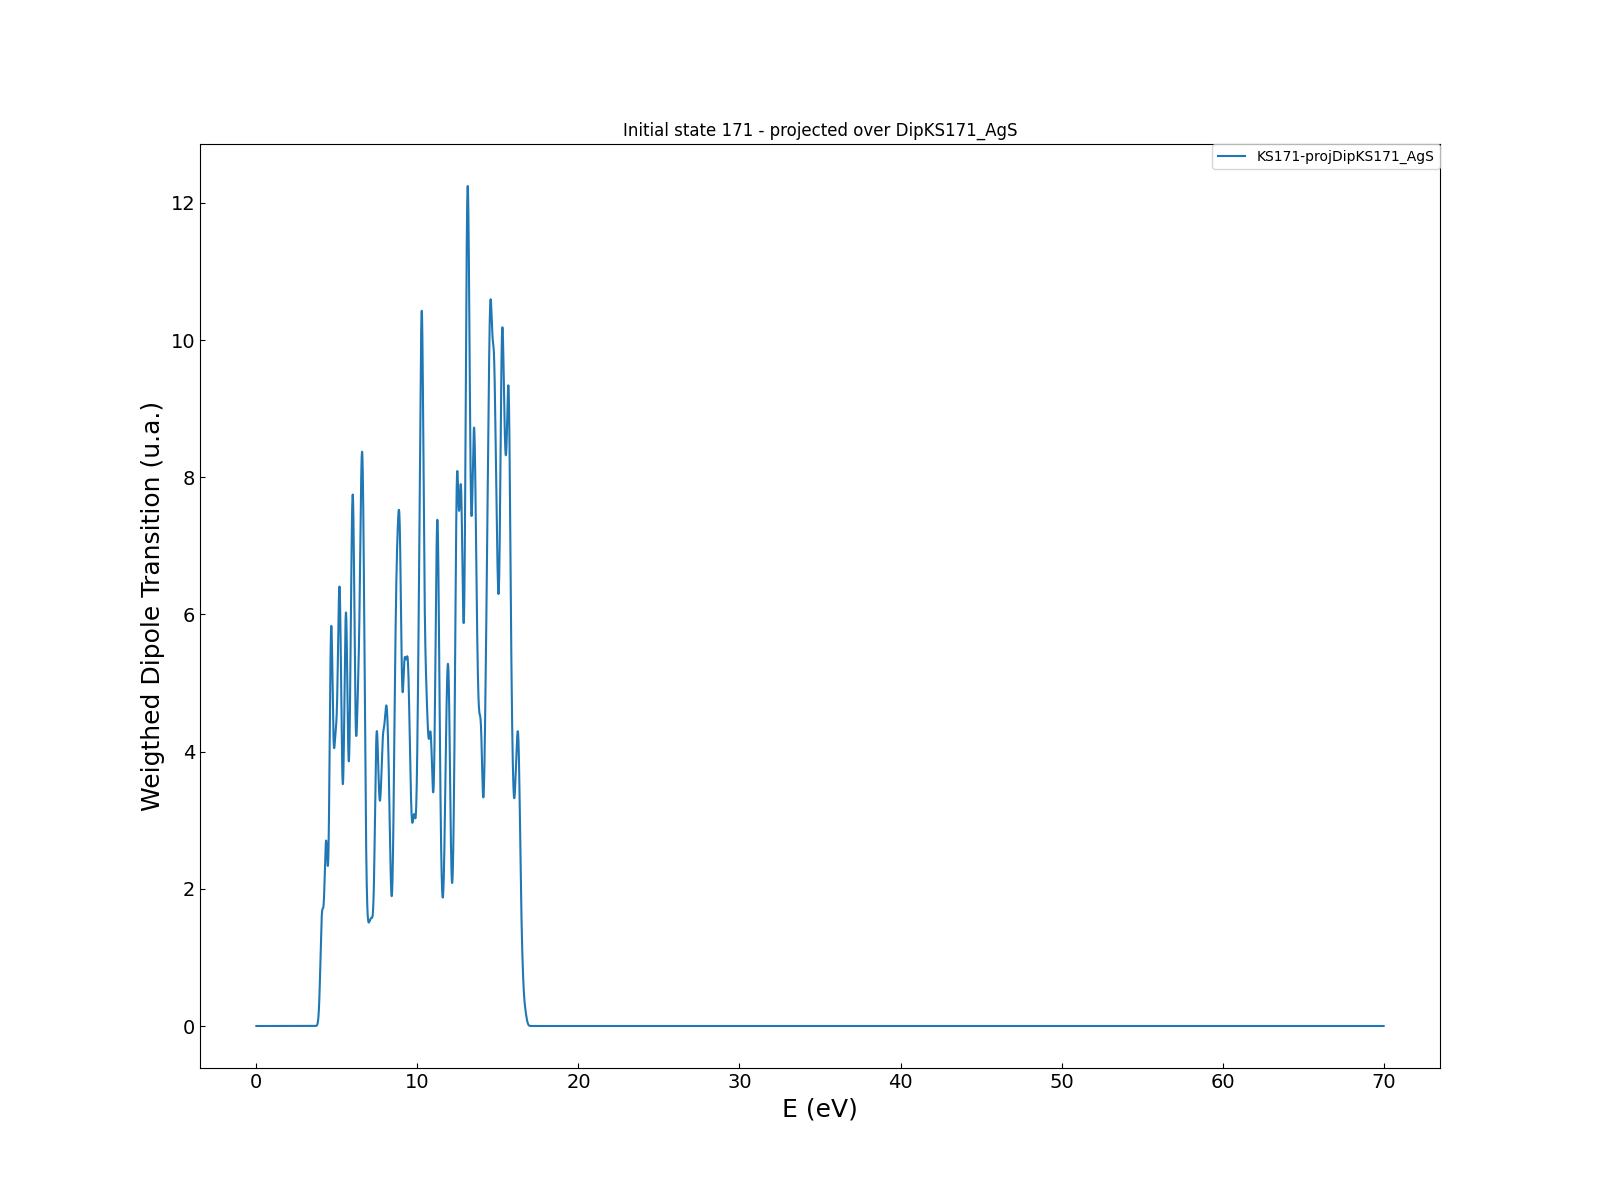 Initial state 171 - projected over DipKS171_AgS
KS171-projDipKS171_AgS
12
10
8
6
4
2
0
Weigthed Dipole Transition (u.a.)
0 10 20 30 40 50 60 70
E (eV)